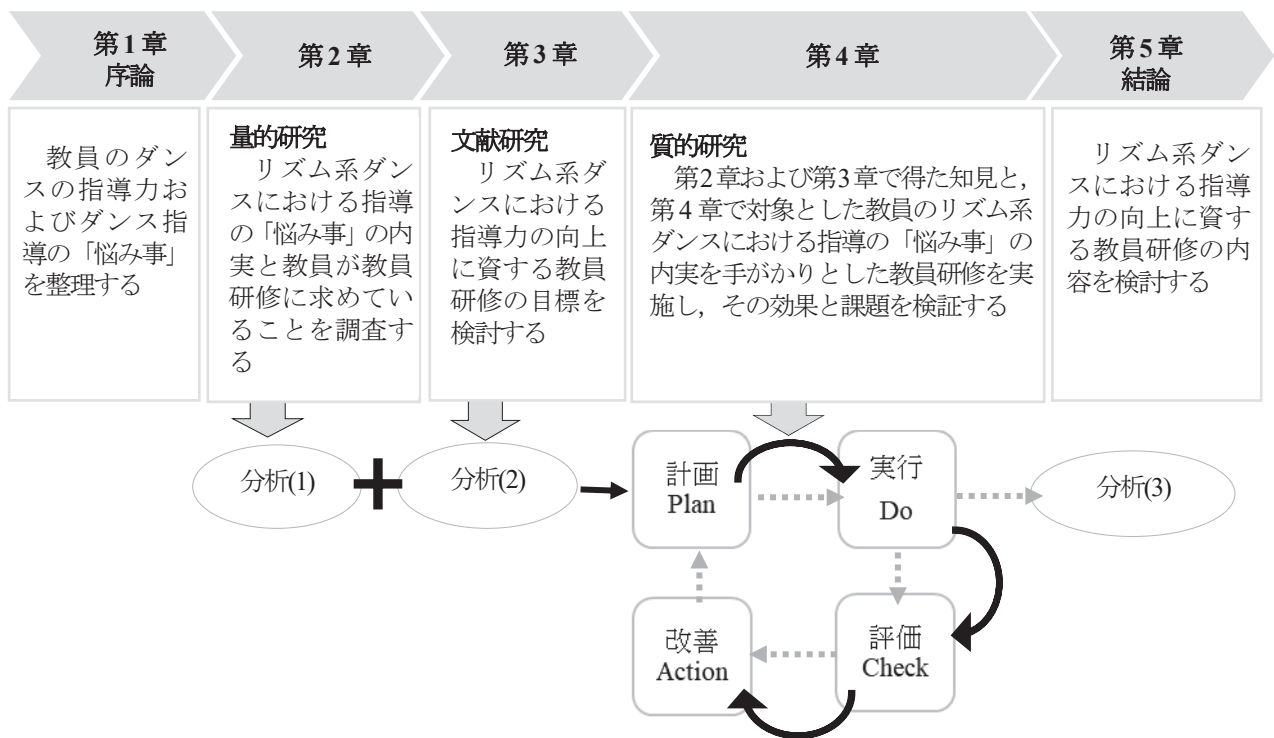 第1章
序論
第2章
第3章
第4章
第5章
結論
教員のダン
スの指導力お
よびダンス指
導の「悩み事」
を整理する
量的研究
リズム系ダン
スにおける指導
の「悩み事」の内
実と教員が教員
研修に求めてい
ることを調査す
る
文献研究
リズム系ダ
ンスにおける
指導力の向上
に資する教員
研修の目標を
検討する
質的研究
第2章および第3章で得た知見と,
第4章で対象とした教員のリズム系
ダンスにおける指導の「悩み事」の
内実を手がかりとした教員研修を実
施し,その効果と課題を検証する
リズム系ダン
スにおける指導
力の向上に資す
る教員研修の内
容を検討する
分析(1)
分析(2)
計画
Plan
実行
Do
分析(3)
改善
Action
評価
Check